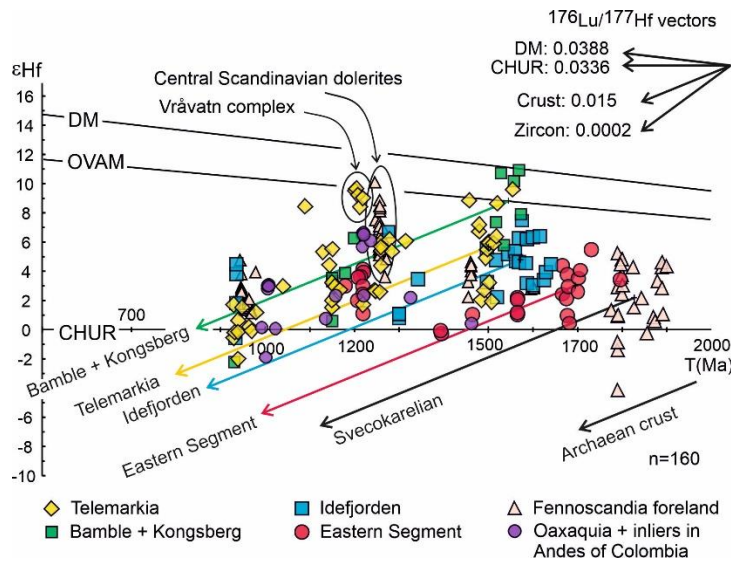 ¹⁷⁶Lu/¹⁷⁷Hf vectors
DM: 0.0388
CHUR: 0.0336
Crust: 0.015
Zircon: 0.0002
εHf
Central Scandinavian dolerites
Vråvatn complex
16
14
12
10
8
6
4
2
0
-2
-4
-6
-8
-10
DM
OVAM
CHUR
700
1000
1200
1500
1700
2000
T(Ma)
Bamble + Kongsberg
Telemarkia
Idefjorden
Eastern Segment
Svecokarelian
Archaean crust
n=160
Telemarkia
Idefjorden
Fennoscandia foreland
Bamble + Kongsberg
Eastern Segment
Oaxaquia + inliers in
Andes of Colombia